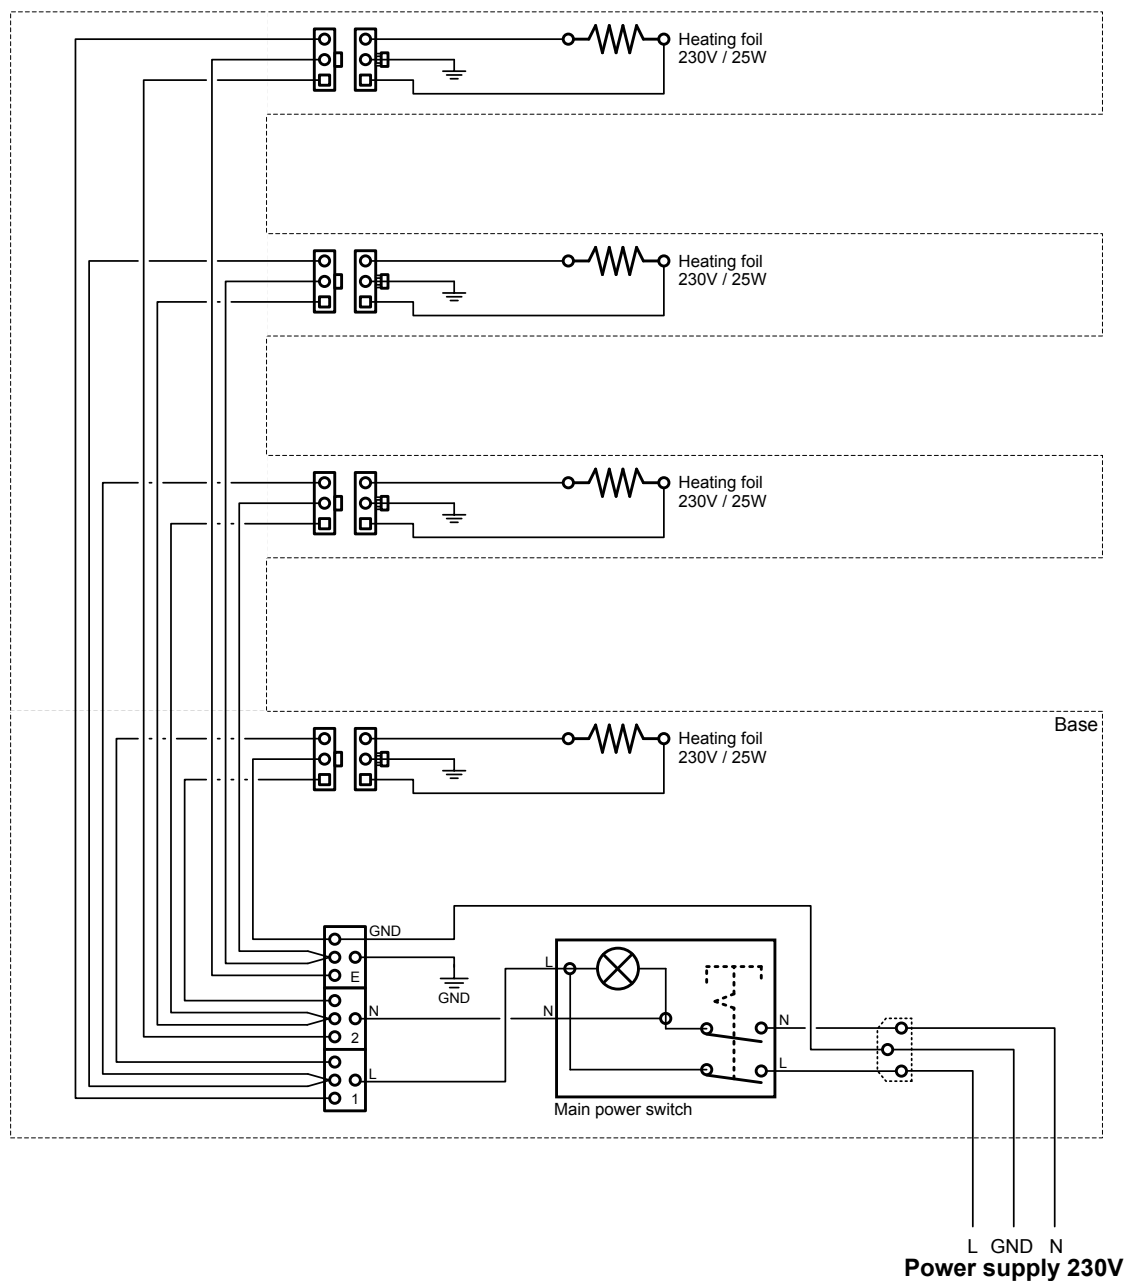 Heating foil
230V / 25W
Heating foil
230V / 25W
Heating foil
230V / 25W
Base
Heating foil
230V / 25W
GND
E
GND
L
N
N
N
2
L
L
1
Main power switch
L GND N
Power supply 230V